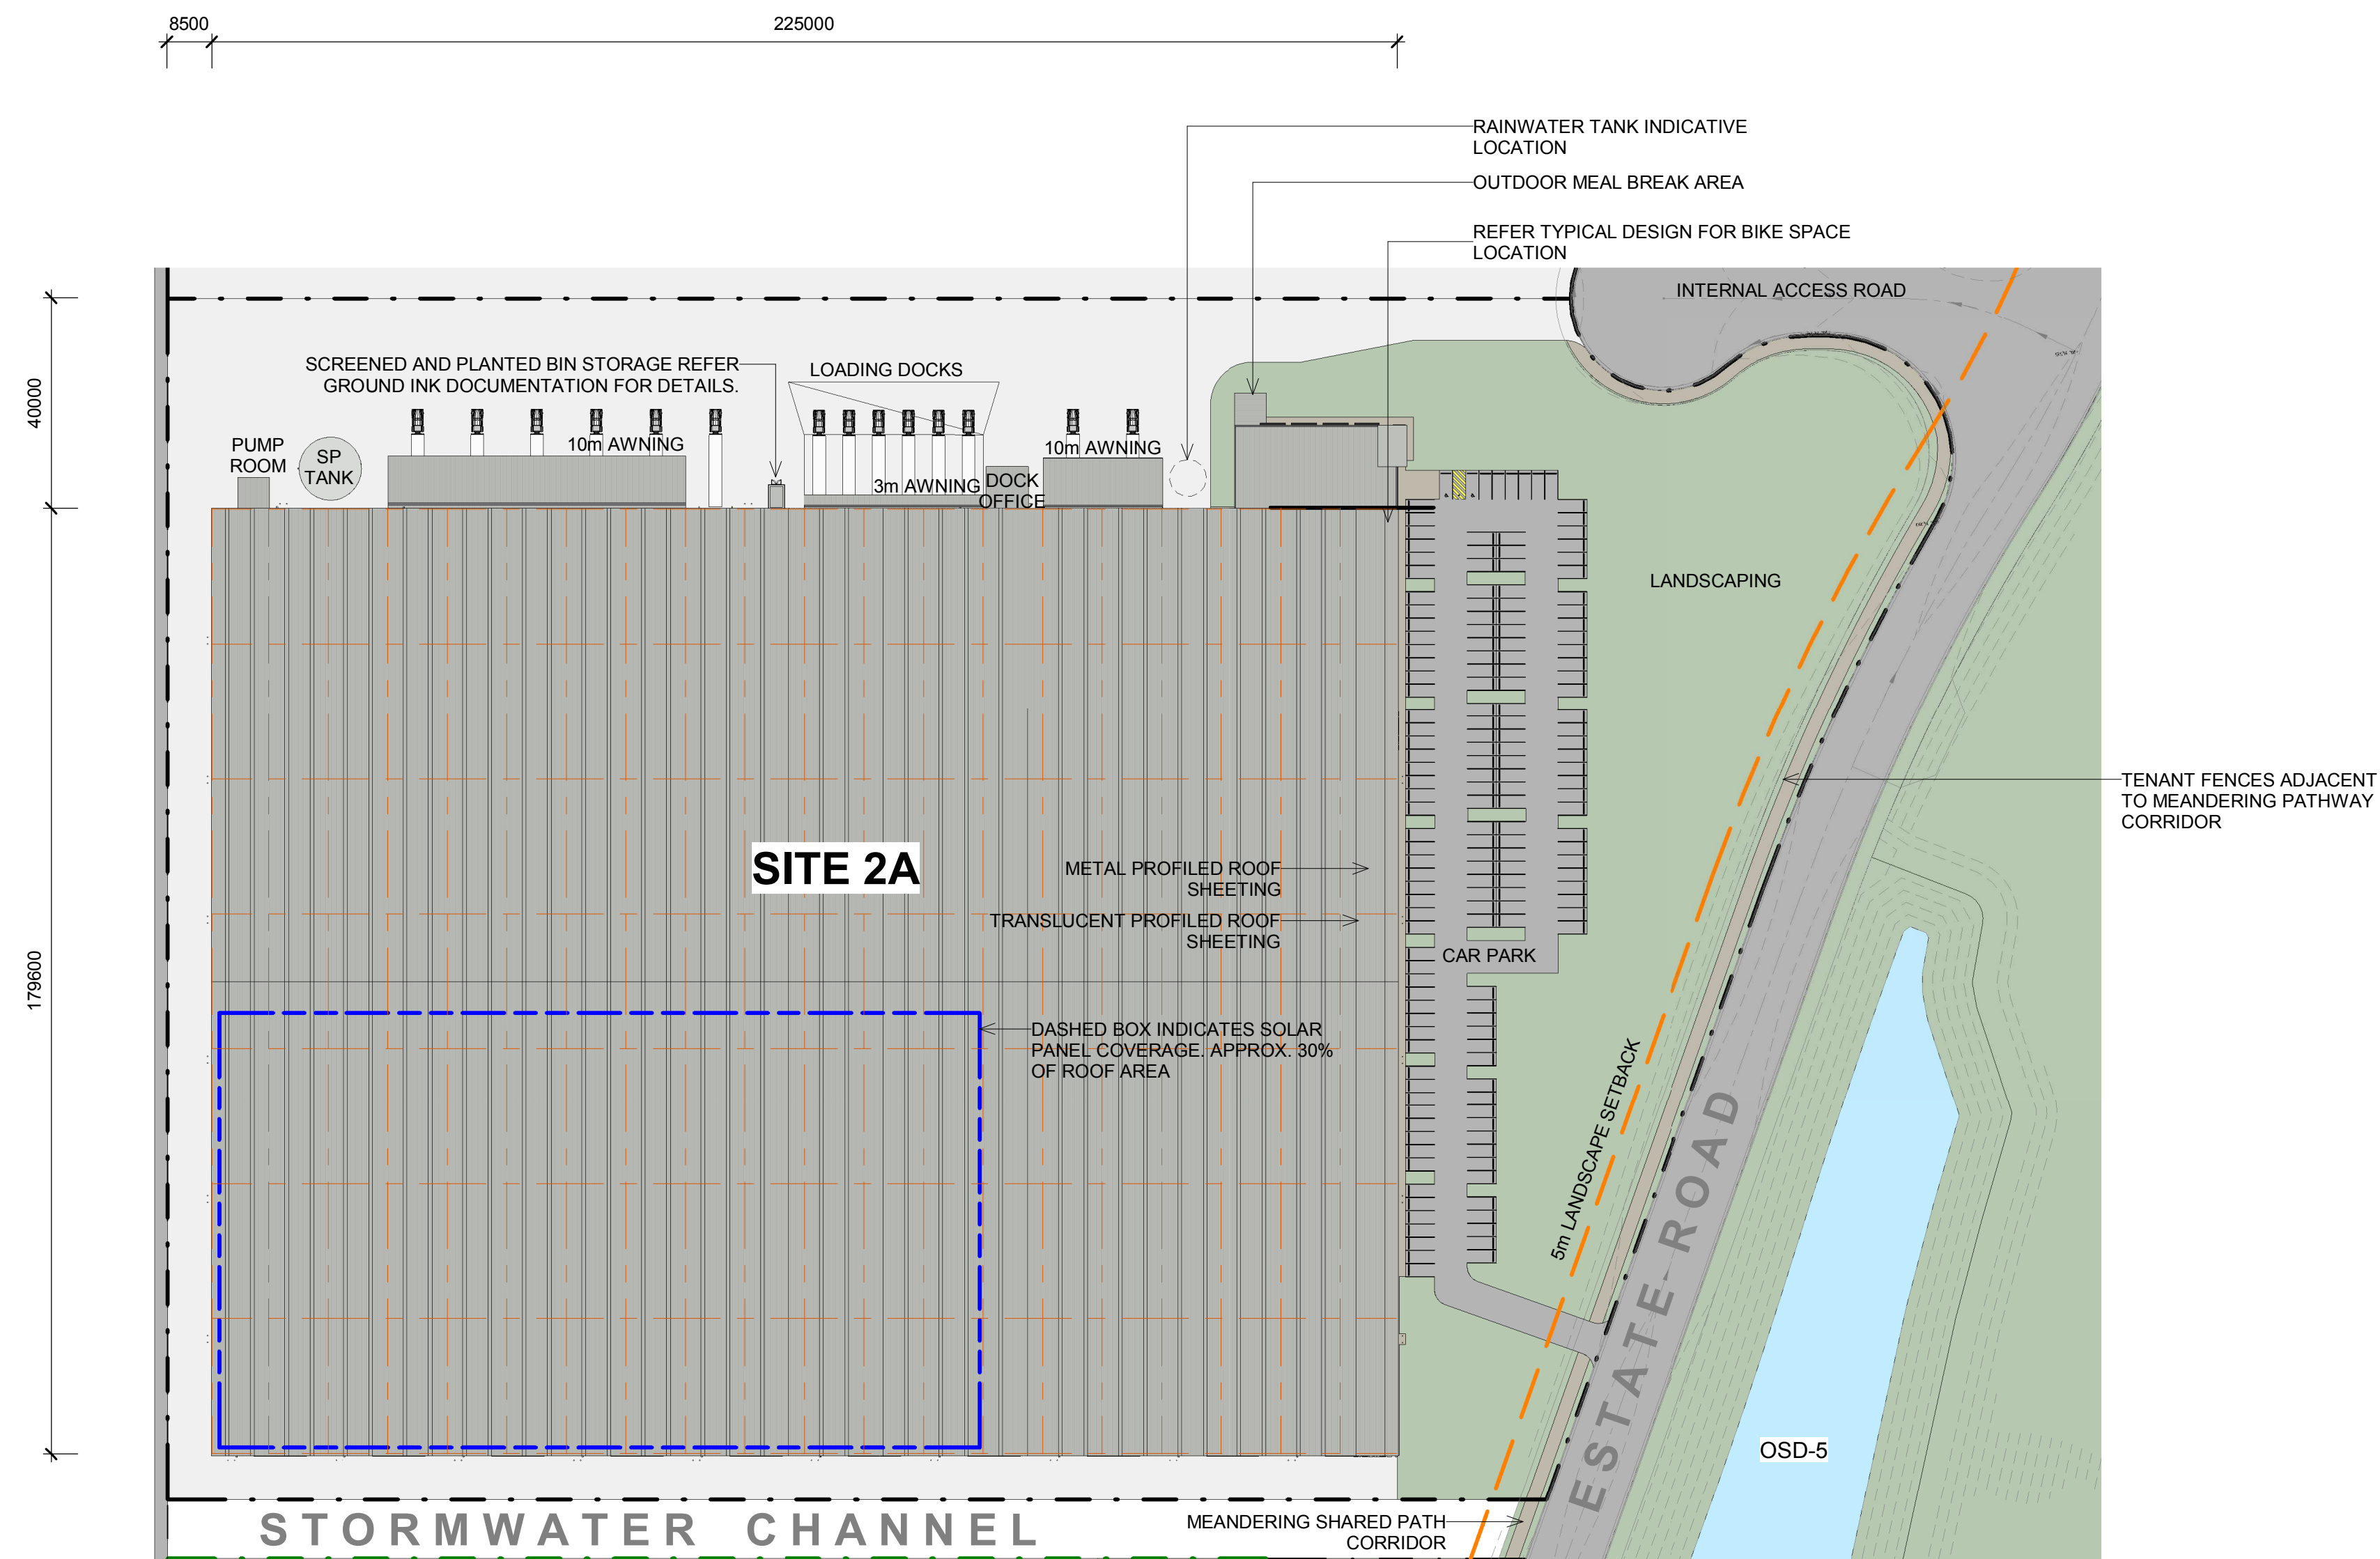 8500
225000
RAINWATER TANK INDICATIVE
LOCATION
OUTDOOR MEAL BREAK AREA
REFER TYPICAL DESIGN FOR BIKE SPACE
LOCATION
INTERNAL ACCESS ROAD
SCREENED AND PLANTED BIN STORAGE REFER
GROUND INK DOCUMENTATION FOR DETAILS.
LOADING DOCKS
40000
PUMP
ROOM
SP
TANK
10m AWNING
10m AWNING
3m AWNING
DOCK
OFFICE
LANDSCAPING
TENANT FENCES ADJACENT
TO MEANDERING PATHWAY
CORRIDOR
SITE 2A
METAL PROFILED ROOF
SHEETING
TRANSLUCENT PROFILED ROOF
SHEETING
CAR PARK
179600
DASHED BOX INDICATES SOLAR
PANEL COVERAGE. APPROX. 30%
OF ROOF AREA
5m LANDSCAPE SETBACK
ESTATE ROAD
OSD-5
STORMWATER CHANNEL
MEANDERING SHARED PATH
CORRIDOR